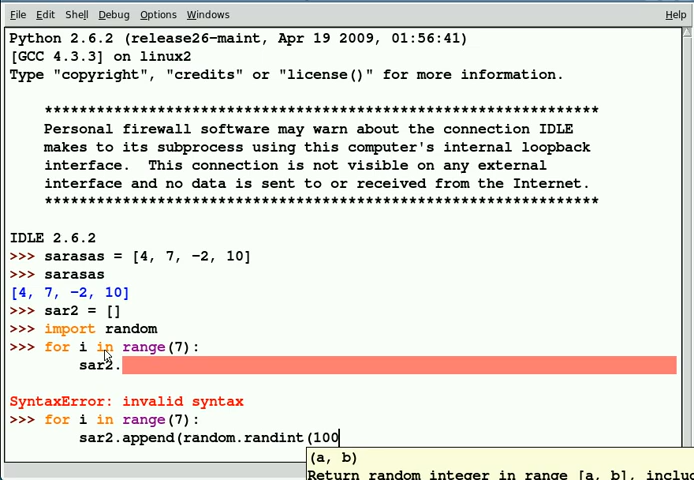 File Edit Shell Debug Options Windows Help
Python 2.6.2 (release26-maint, Apr 19 2009, 01:56:41)
[GCC 4.3.3] on linux2
Type "copyright", "credits" or "license()" for more information.
****************************************************************
Personal firewall software may warn about the connection IDLE
makes to its subprocess using this computer's internal loopback
interface.  This connection is not visible on any external
interface and no data is sent to or received from the Internet.
****************************************************************
IDLE 2.6.2
>>> sarasas = [4, 7, -2, 10]
>>> sarasas
[4, 7, -2, 10]
>>> sar2 = []
>>> import random
>>> for i in range(7):
sar2.
SyntaxError: invalid syntax
>>> for i in range(7):
sar2.append(random.randint(100
(a, b)
Return random integer in range [a, b], inclu